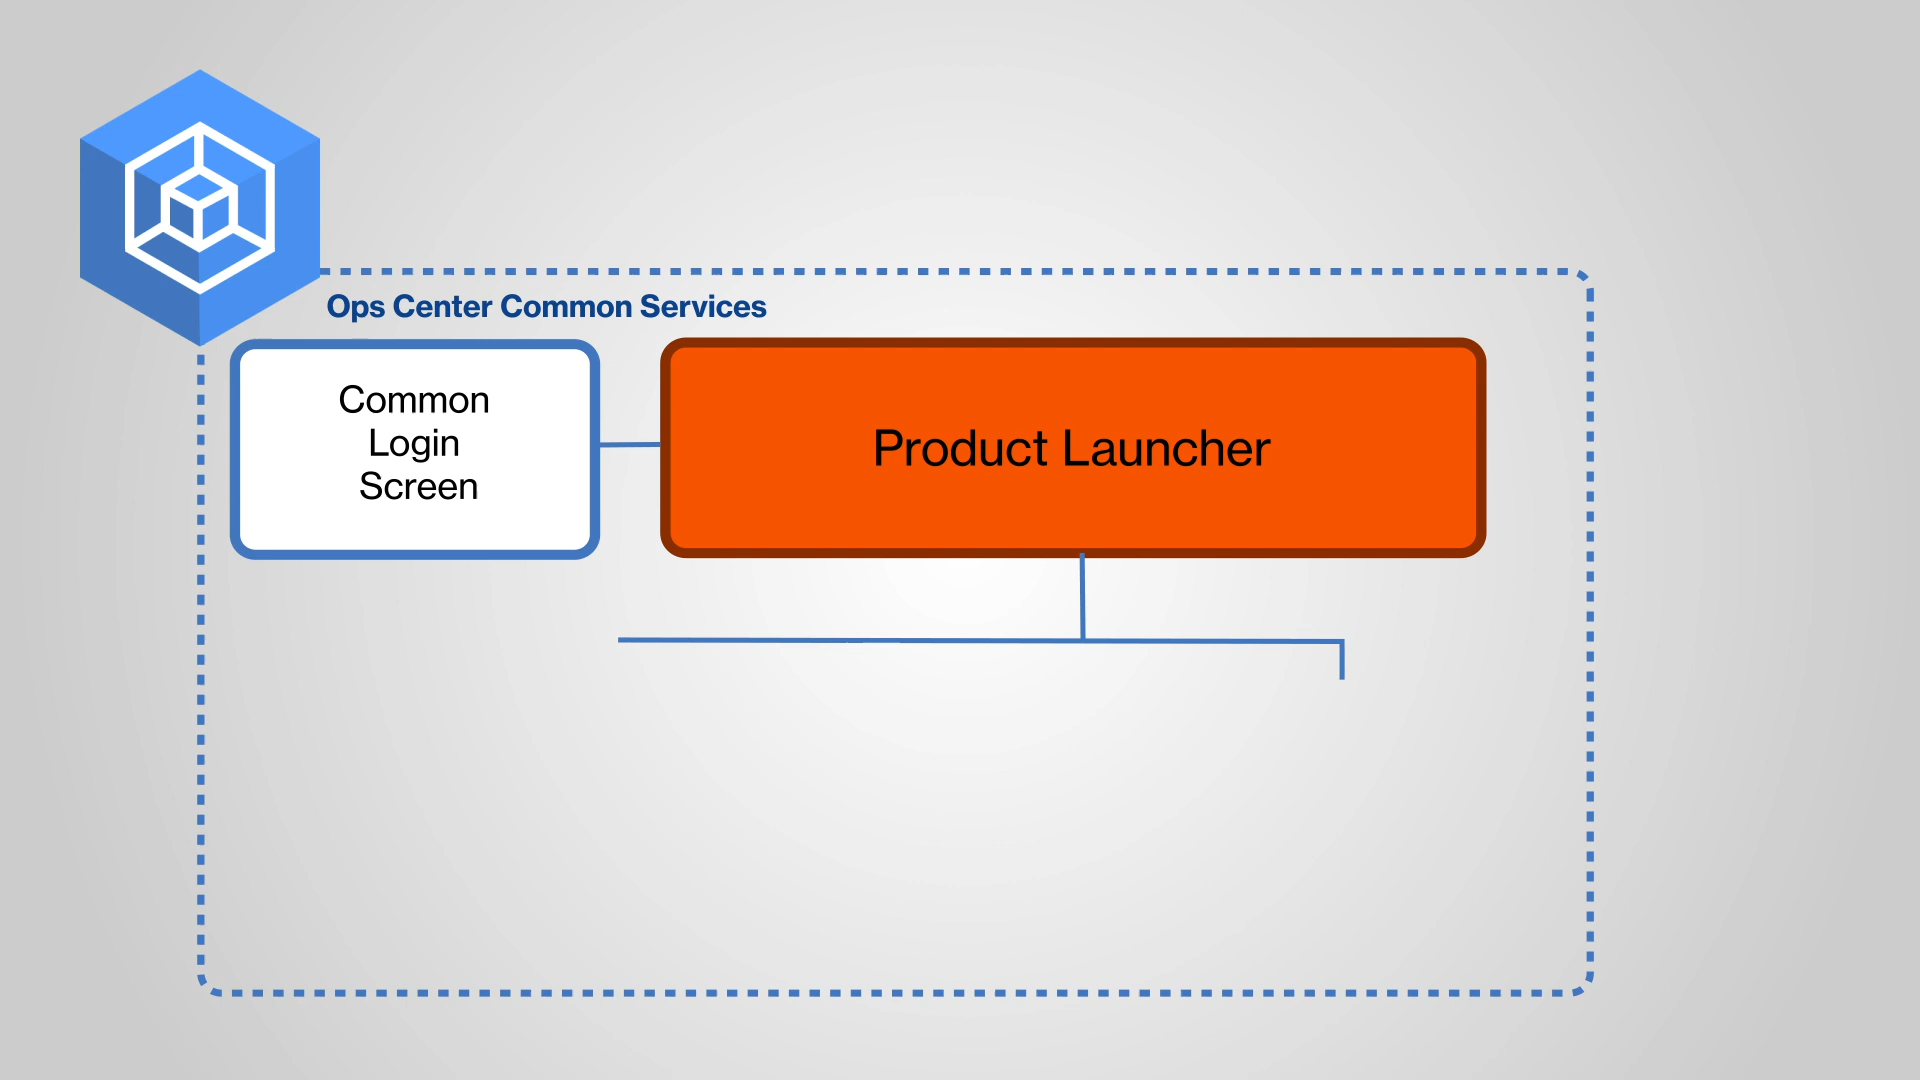 Ops Center Common Services
Common
Login
Screen
Product Launcher